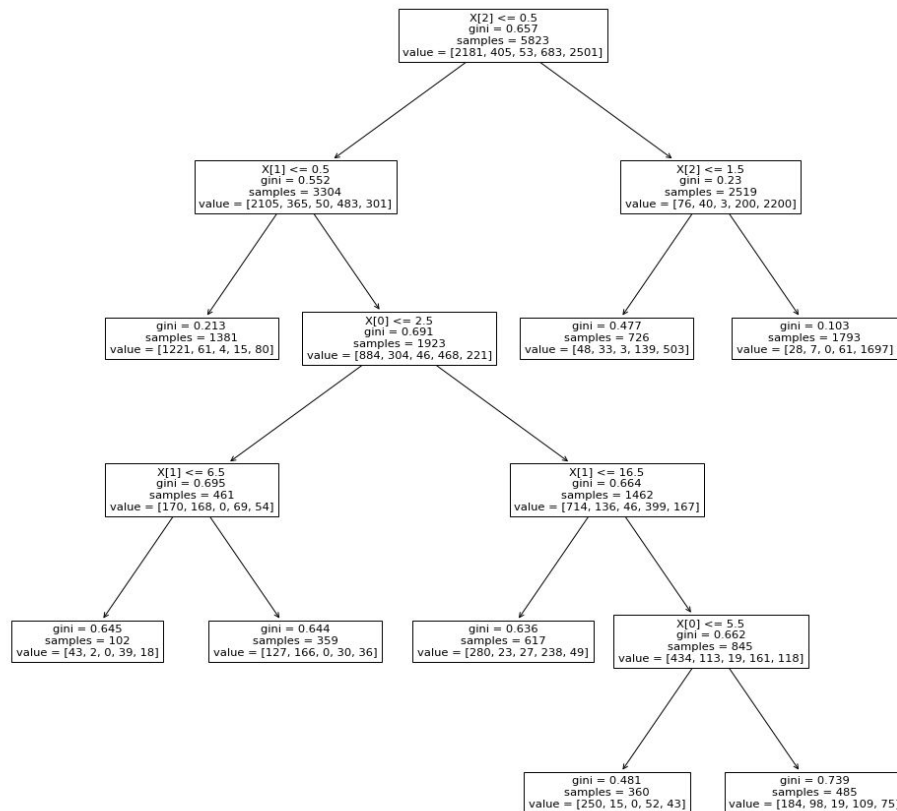 X[2] <= 0.5
gini = 0.657
samples = 5823
value = [2181, 405, 53, 683, 2501]
X[1] <= 0.5
gini = 0.552
samples = 3304
value = [2105, 365, 50, 483, 301]
X[2] <= 1.5
gini = 0.23
samples = 2519
value = [76, 40, 3, 200, 2200]
gini = 0.213
samples = 1381
value = [1221, 61, 4, 15, 80]
X[0] <= 2.5
gini = 0.691
samples = 1923
value = [884, 304, 46, 468, 221]
gini = 0.477
samples = 726
value = [48, 33, 3, 139, 503]
gini = 0.103
samples = 1793
value = [28, 7, 0, 61, 1697]
X[1] <= 6.5
gini = 0.695
samples = 461
value = [170, 168, 0, 69, 54]
X[1] <= 16.5
gini = 0.664
samples = 1462
value = [714, 136, 46, 399, 167]
gini = 0.645
samples = 102
value = [43, 2, 0, 39, 18]
gini = 0.644
samples = 359
value = [127, 166, 0, 30, 36]
gini = 0.636
samples = 617
value = [280, 23, 27, 238, 49]
X[0] <= 5.5
gini = 0.662
samples = 845
value = [434, 113, 19, 161, 118]
gini = 0.481
samples = 360
value = [250, 15, 0, 52, 43]
gini = 0.739
samples = 485
value = [184, 98, 19, 109, 75]